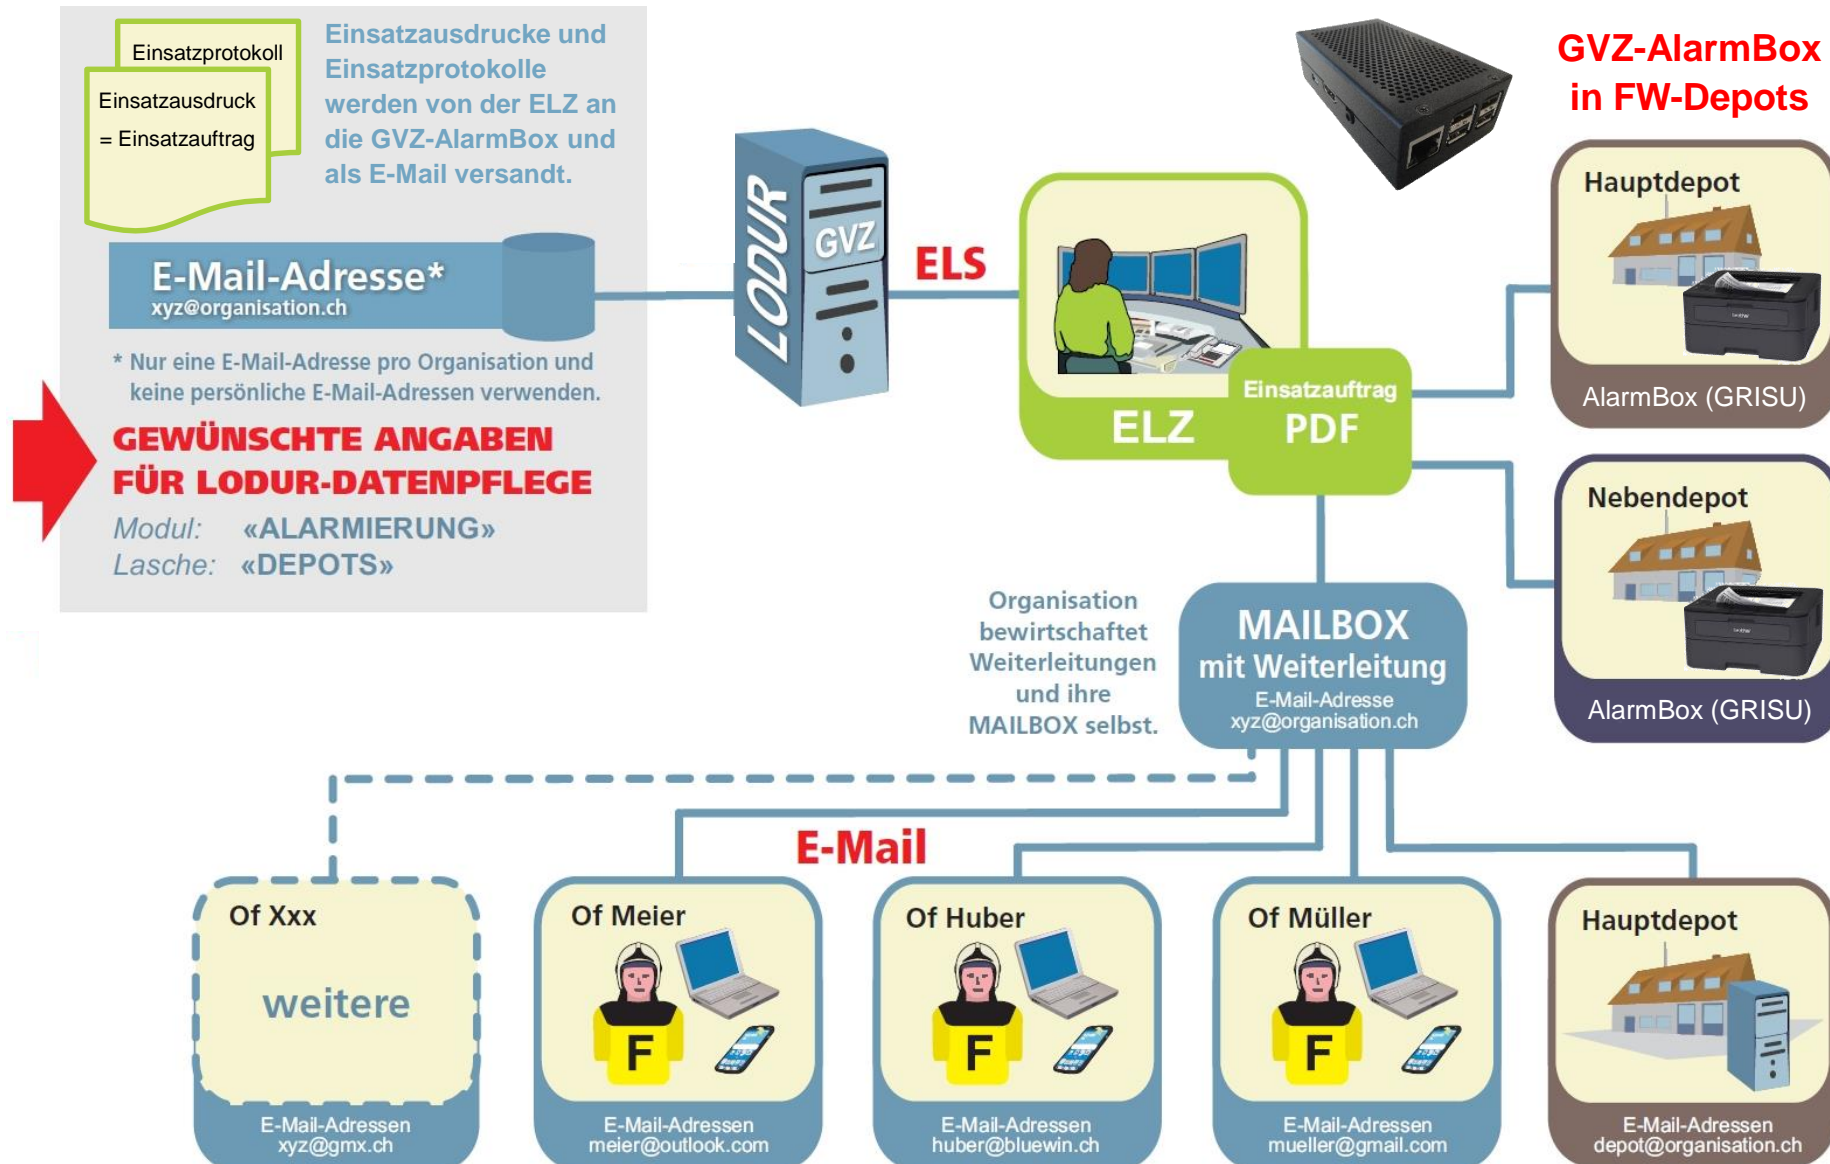 Einsatzprotokoll
Einsatzausdruck
= Einsatzauftrag
Einsatzausdrucke und
Einsatzprotokolle
werden von der ELZ an
die GVZ-AlarmBox und
als E-Mail versandt.
E-Mail-Adresse*
xyz@organisation.ch
* Nur eine E-Mail-Adresse pro Organisation und
keine persönliche E-Mail-Adressen verwenden.
GEWÜNSCHTE ANGABEN
FÜR LODUR-DATENPFLEGE
Modul: «ALARMIERUNG»
Lasche: «DEPOTS»
LODUR
GVZ
ELS
ELZ
Einsatzauftrag
PDF
GVZ-AlarmBox
in FW-Depots
Hauptdepot
AlarmBox (GRISU)
Nebendepot
AlarmBox (GRISU)
Organisation
bewirtschaftet
Weiterleitungen
und ihre
MAILBOX selbst.
MAILBOX
mit Weiterleitung
E-Mail-Adresse
xyz@organisation.ch
E-Mail
Of Xxx
weitere
E-Mail-Adressen
xyz@gmx.ch
Of Meier
F
E-Mail-Adressen
meier@outlook.com
Of Huber
F
E-Mail-Adressen
huber@bluewin.ch
Of Müller
F
E-Mail-Adressen
mueller@gmail.com
Hauptdepot
E-Mail-Adressen
depot@organisation.ch